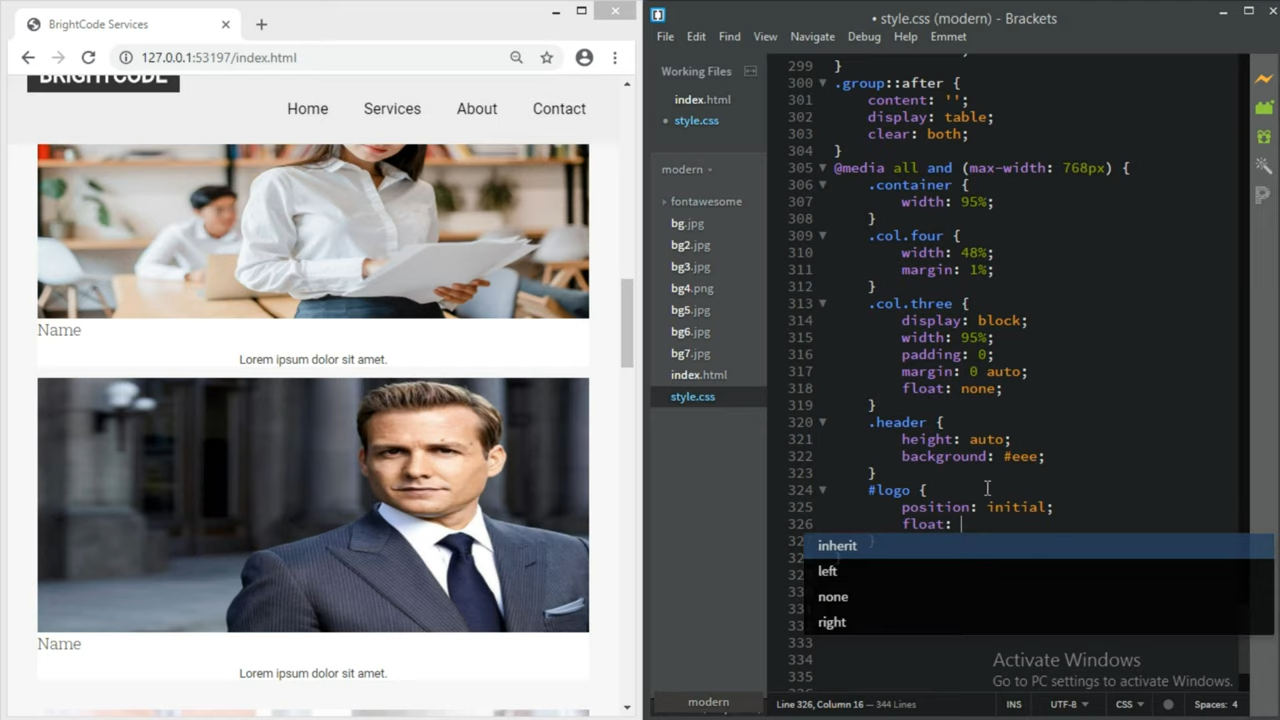 BrightCode Services
127.0.0.1:53197/index.html
BRIGHTCODE
Home Services About Contact
Name
Lorem ipsum dolor sit amet.
Name
Lorem ipsum dolor sit amet.
• style.css (modern) - Brackets
File Edit Find View Navigate Debug Help Emmet
Working Files
index.html
style.css
modern
fontawesome
bg.jpg
bg2.jpg
bg3.jpg
bg4.png
bg5.jpg
bg6.jpg
bg7.jpg
index.html
style.css
modern
299 }
300 .group::after {
301 content: '';
302 display: table;
303 clear: both;
304 }
305 @media all and (max-width: 768px) {
306 .container {
307 width: 95%;
308 }
309 .col.four {
310 width: 48%;
311 margin: 1%;
312 }
313 .col.three {
314 display: block;
315 width: 95%;
316 padding: 0;
317 margin: 0 auto;
318 float: none;
319 }
320 .header {
321 height: auto;
322 background: #eee;
323 }
324 #logo {
325 position: initial;
326 float:
inherit
left
none
right
333
334
335
Activate Windows
Go to PC settings to activate Windows.
Line 326, Column 16 — 344 Lines
INS UTF-8 CSS Spaces: 4